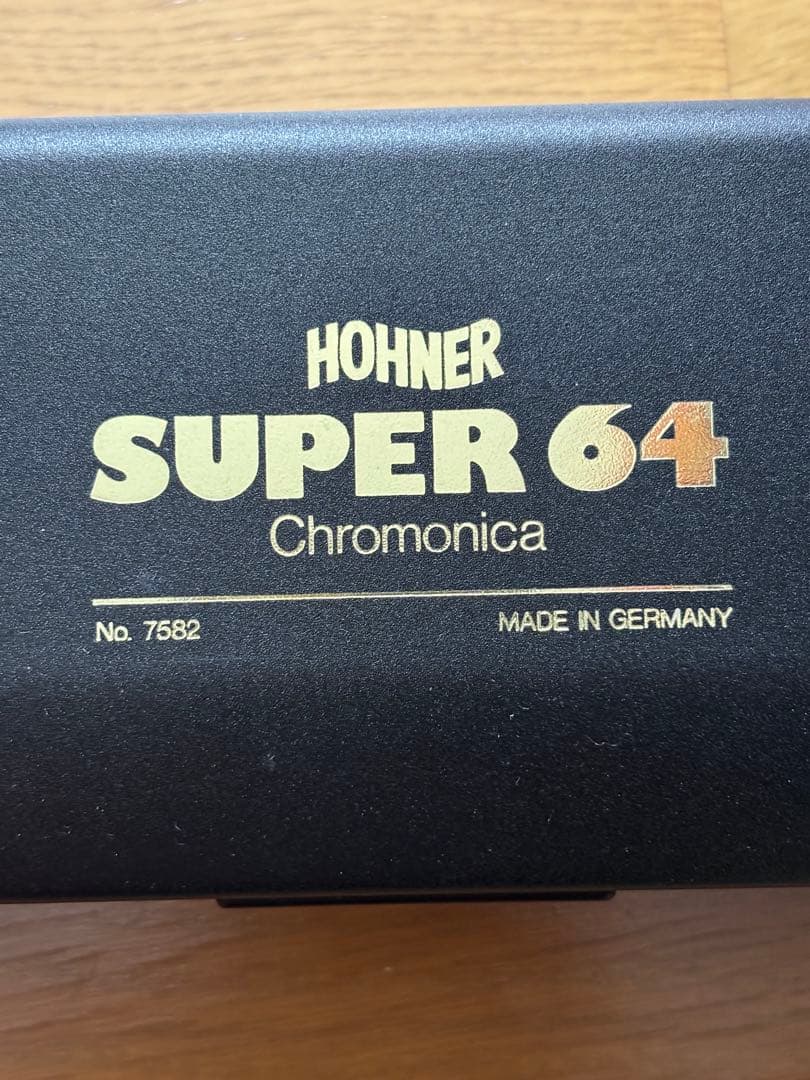 HOHNER
SUPER 64
Chromonica
No. 7582
MADE IN GERMANY